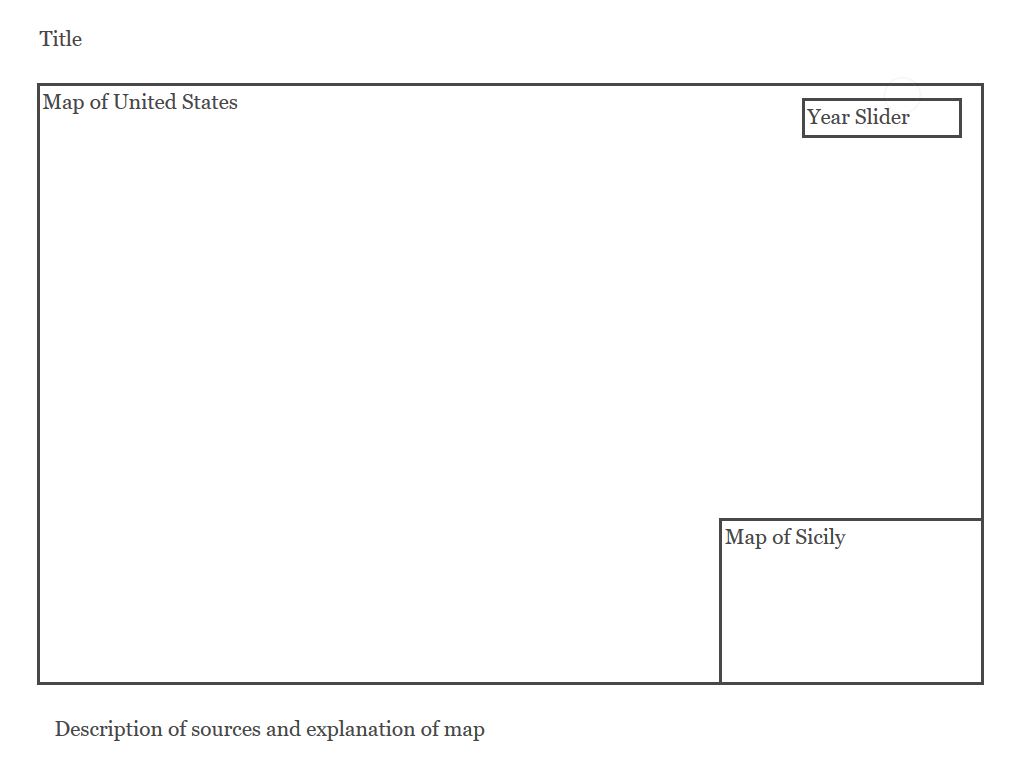 Title
Map of United States
Year Slider
Map of Sicily
Description of sources and explanation of map